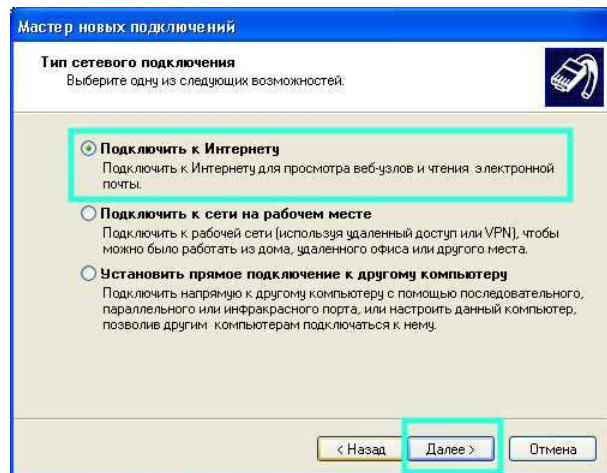 Мастер новых подключений
Тип сетевого подключения
Выберите одну из следующих возможностей.
Подключить к Интернету
Подключить к Интернету для просмотра веб-узлов и чтения электронной
почты.
Подключить к сети на рабочем месте
Подключить к рабочей сети (используя удаленный доступ или VPN), чтобы
можно было работать из дома, удаленного офиса или другого места.
Установить прямое подключение к другому компьютеру
Подключить напрямую к другому компьютеру с помощью последовательного,
параллельного или инфракрасного порта, или настроить данный компьютер,
позволив другим компьютерам подключаться к нему.
< Назад Далее > Отмена